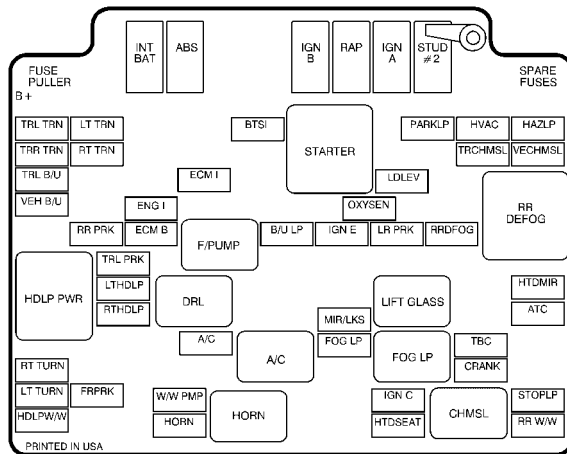 INT BAT
ABS
IGN B
RAP
IGN A
STUD #2
FUSE PULLER
SPARE FUSES
B +
TRL TRN
LT TRN
BTSI
STARTER
PARKLP
HVAC
HAZLP
TRR TRN
RT TRN
TRCHMSL
VECHMSL
TRL B/U
ECM I
LDLEV
VEH B/U
ENG I
OXYSEN
RR DEFOG
RR PRK
ECM B
F/PUMP
B/U LP
IGN E
LR PRK
RRDFOG
TRL PRK
HDLP PWR
LTHDLP
DRL
LIFT GLASS
HTDMIR
RTHDLP
MIR/LKS
ATC
A/C
A/C
FOG LP
FOG LP
TBC
RT TURN
CRANK
LT TURN
FRPRK
W/W PMP
HORN
IGN C
CHMSL
STOPLP
HDLPW/W
HORN
HTDSEAT
RR W/W
PRINTED IN USA